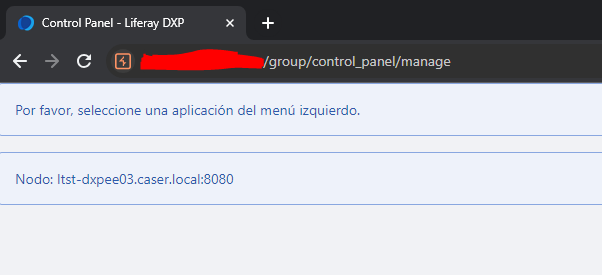 Control Panel - Liferay DXP
/group/control_panel/manage
Por favor, seleccione una aplicación del menú izquierdo.
Nodo: ltst-dxpee03.caser.local:8080